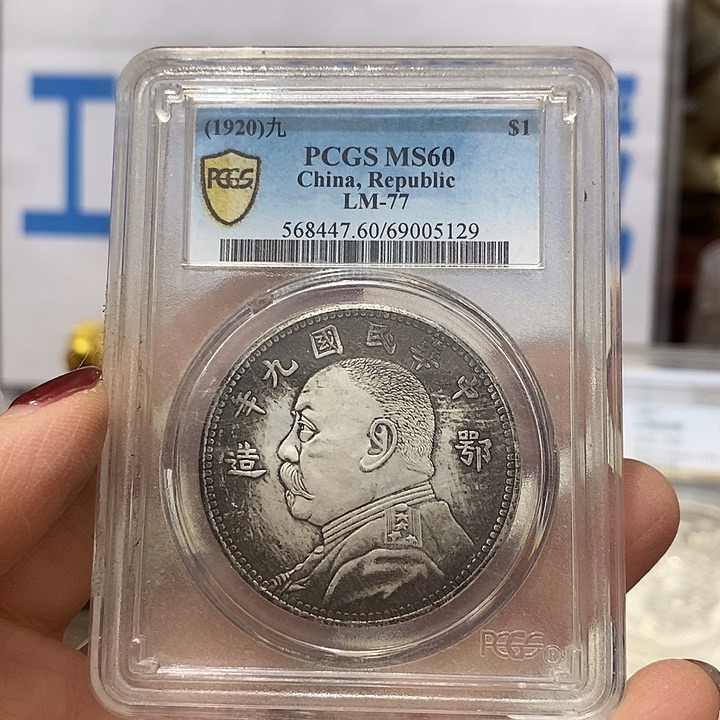 (1920)九 $1
PCGS MS60
China, Republic
LM-77
568447.60/69005129
PCGS
中華民國九年
鄂
造
PCGS®